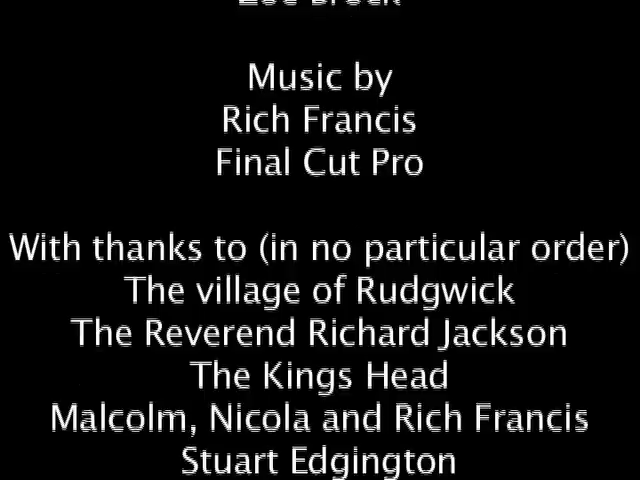 Music by
Rich Francis
Final Cut Pro
With thanks to (in no particular order)
The village of Rudgwick
The Reverend Richard Jackson
The Kings Head
Malcolm, Nicola and Rich Francis
Stuart Edgington